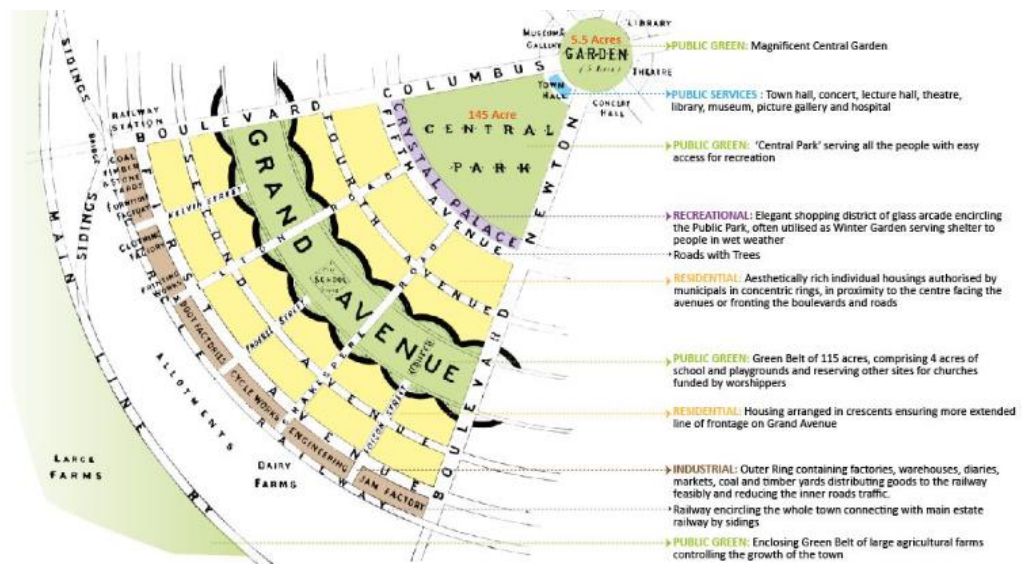 LIBRARY
MUSEUM &
GALLERY
5.5 Acres
GARDEN
THEATRE
TOWN
HALL
CONCERT
HALL
COLUMBUS
BOULEVARD
145 Acre
CENTRAL
PARK
CRYSTAL PALACE
FIFTH AVENUE
NEWTON
BOULEVARD
SIDINGS
RAILWAY
STATION
BRIDGE
COAL
TIMBER
& STONE
YARDS
FURNITURE
FACTORY
CLOTHING
FACTORY
PRINTING
WORKS
BOOT FACTORIES
CYCLE WORKS
ENGINEERING
JAM FACTORY
KELVIN STREET
GRAND
AVENUE
SCHOOL
CHURCH
EDISON STREET
FIRST AVENUE
SECOND AVENUE
FOURTH AVENUE
ROAD
CIRCLE RAILWAY
SIDINGS
MAIN LINE RY
ALLOTMENTS
DAIRY
FARMS
LARGE
FARMS
PUBLIC GREEN: Magnificent Central Garden
PUBLIC SERVICES : Town hall, concert, lecture hall, theatre,
library, museum, picture gallery and hospital
PUBLIC GREEN: 'Central Park' serving all the people with easy
access for recreation
RECREATIONAL: Elegant shopping district of glass arcade encircling
the Public Park, often utilised as Winter Garden serving shelter to
people in wet weather
Roads with Trees
RESIDENTIAL: Aesthetically rich individual housings authorised by
municipals in concentric rings, in proximity to the centre facing the
avenues or fronting the boulevards and roads
PUBLIC GREEN: Green Belt of 115 acres, comprising 4 acres of
school and playgrounds and reserving other sites for churches
funded by worshippers
RESIDENTIAL: Housing arranged in crescents ensuring more extended
line of frontage on Grand Avenue
INDUSTRIAL: Outer Ring containing factories, warehouses, diaries,
markets, coal and timber yards distributing goods to the railway
feasibly and reducing the inner roads traffic.
Railway encircling the whole town connecting with main estate
railway by sidings
PUBLIC GREEN: Enclosing Green Belt of large agricultural farms
controlling the growth of the town